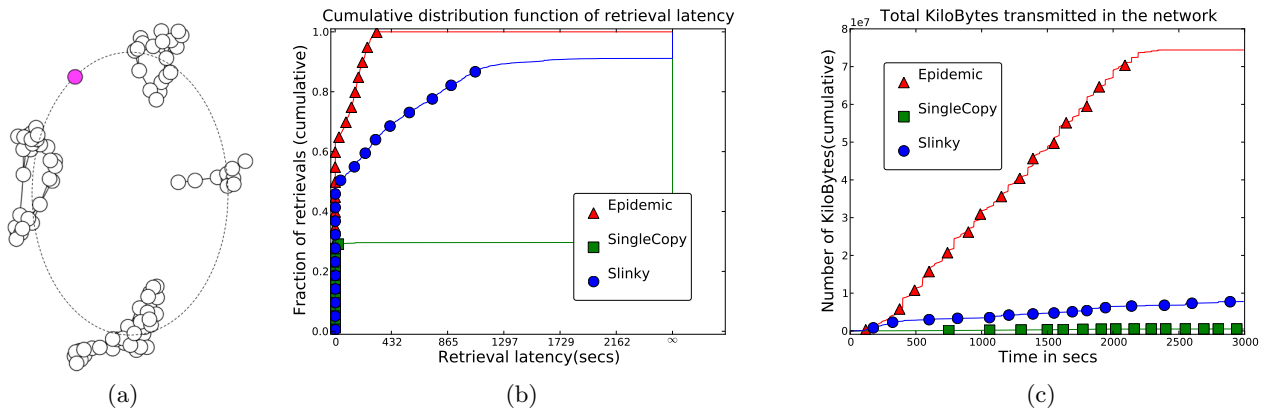 Cumulative distribution function of retrieval latency
Fraction of retrievals (cumulative)
1.0
0.8
0.6
0.4
0.2
0.0
Epidemic
SingleCopy
Slinky
0 432 865 1297 1729 2162 ∞
Retrieval latency(secs)
Total KiloBytes transmitted in the network
1e7
Number of KiloBytes(cumulative)
8
7
6
5
4
3
2
1
0
Epidemic
SingleCopy
Slinky
0 500 1000 1500 2000 2500 3000
Time in secs
(a) (b) (c)